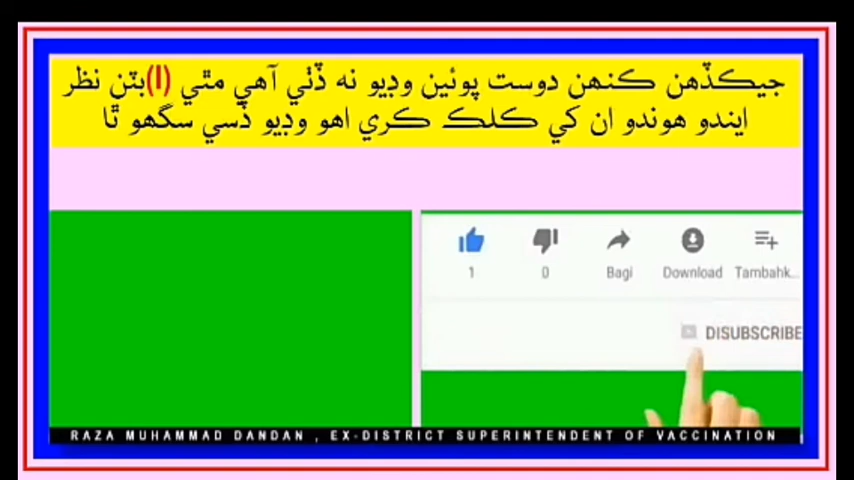 جيڪڏهن ڪنهن دوست پوئين وڊيو نه ڏٺي آهي مٿي (ا)بٽن نظر
ايندو هوندو ان کي ڪلڪ ڪري اهو وڊيو ڏسي سگهو ٿا
1
0
Bagi
Download
Tambahk...
DISUBSCRIBE
RAZA MUHAMMAD DANDAN , EX-DISTRICT SUPERINTENDENT OF VACCINATION